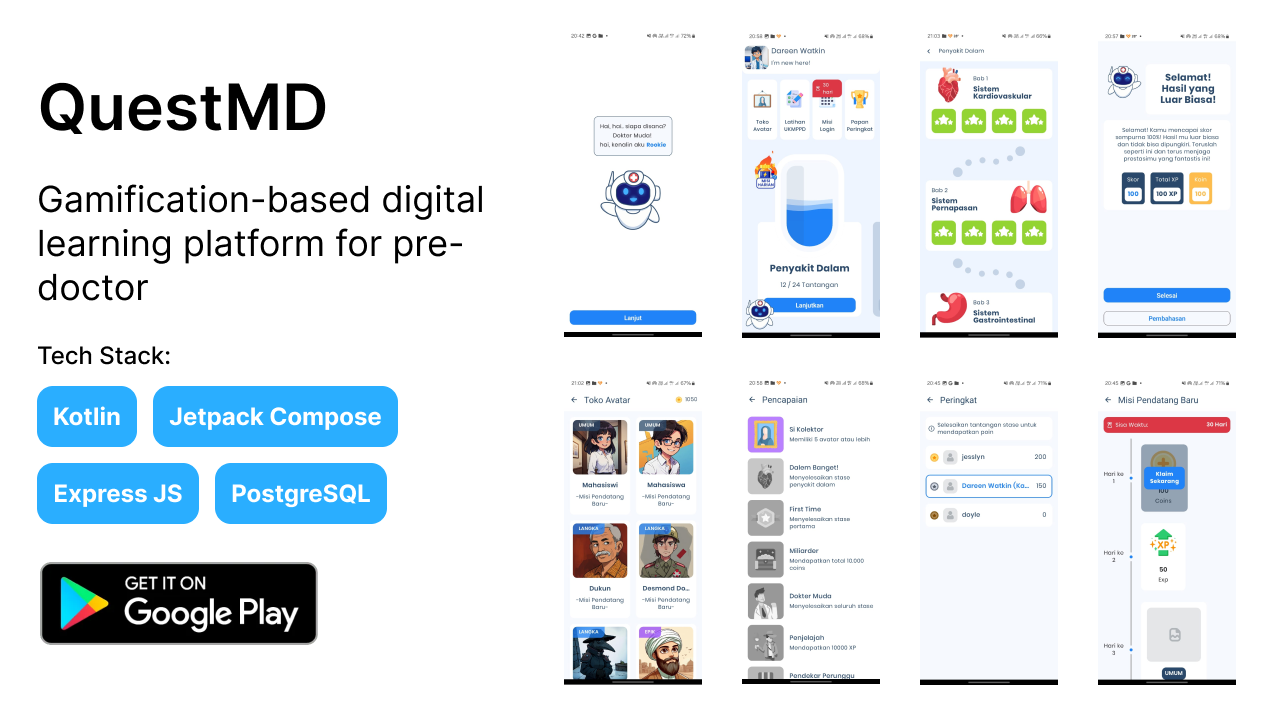 QuestMD
Gamification-based digital
learning platform for pre-
doctor
Tech Stack:
Kotlin
Jetpack Compose
Express JS
PostgreSQL
GET IT ON
Google Play
20:42
72%
Hai, hai.. siapa disana?
Dokter Muda!
hai, kenalin aku Rookie
Lanjut
20:58
68%
Dareen Watkin
I'm new here!
30
hari
Toko
Avatar
Latihan
UKMPPD
Misi
Login
Papan
Peringkat
MISI
HARIAN
Penyakit Dalam
12 / 24 Tantangan
Lanjutkan
21:03
66%
Penyakit Dalam
Bab 1
Sistem
Kardiovaskular
Bab 2
Sistem
Pernapasan
Bab 3
Sistem
Gastrointestinal
20:57
68%
Selamat!
Hasil yang
Luar Biasa!
Selamat! Kamu mencapai skor
sempurna 100%! Hasil mu luar biasa
dan tidak bisa dipungkiri. Teruslah
seperti ini dan terus menjaga
prestasimu yang fantastis ini!
Skor
100
Total XP
100 XP
Koin
100
Selesai
Pembahasan
21:02
67%
Toko Avatar
1050
UMUM
Mahasiswi
-Misi Pendatang
Baru-
UMUM
Mahasiswa
-Misi Pendatang
Baru-
LANGKA
Dukun
-Misi Pendatang
Baru-
LANGKA
Desmond Do...
-Misi Pendatang
Baru-
LANGKA
EPIK
20:58
68%
Pencapaian
Si Kolektor
Memiliki 5 avatar atau lebih
Dalem Banget!
Menyelesaikan stase
penyakit dalam
First Time
Menyelesaikan stase
pertama
Miliarder
Mendapatkan total 10.000
coins
Dokter Muda
Menyelesaikan seluruh stase
Penjelajah
Mendapatkan 10000 XP
Pendekar Perunggu
20:45
71%
Peringkat
Selesaikan tantangan stase untuk
mendapatkan poin
jesslyn
200
Dareen Watkin (Ka...
150
doyle
0
20:45
71%
Misi Pendatang Baru
Sisa Waktu:
30 Hari
Hari ke
1
Klaim
Sekarang
100
Coins
Hari ke
2
XP
50
Exp
Hari ke
3
UMUM